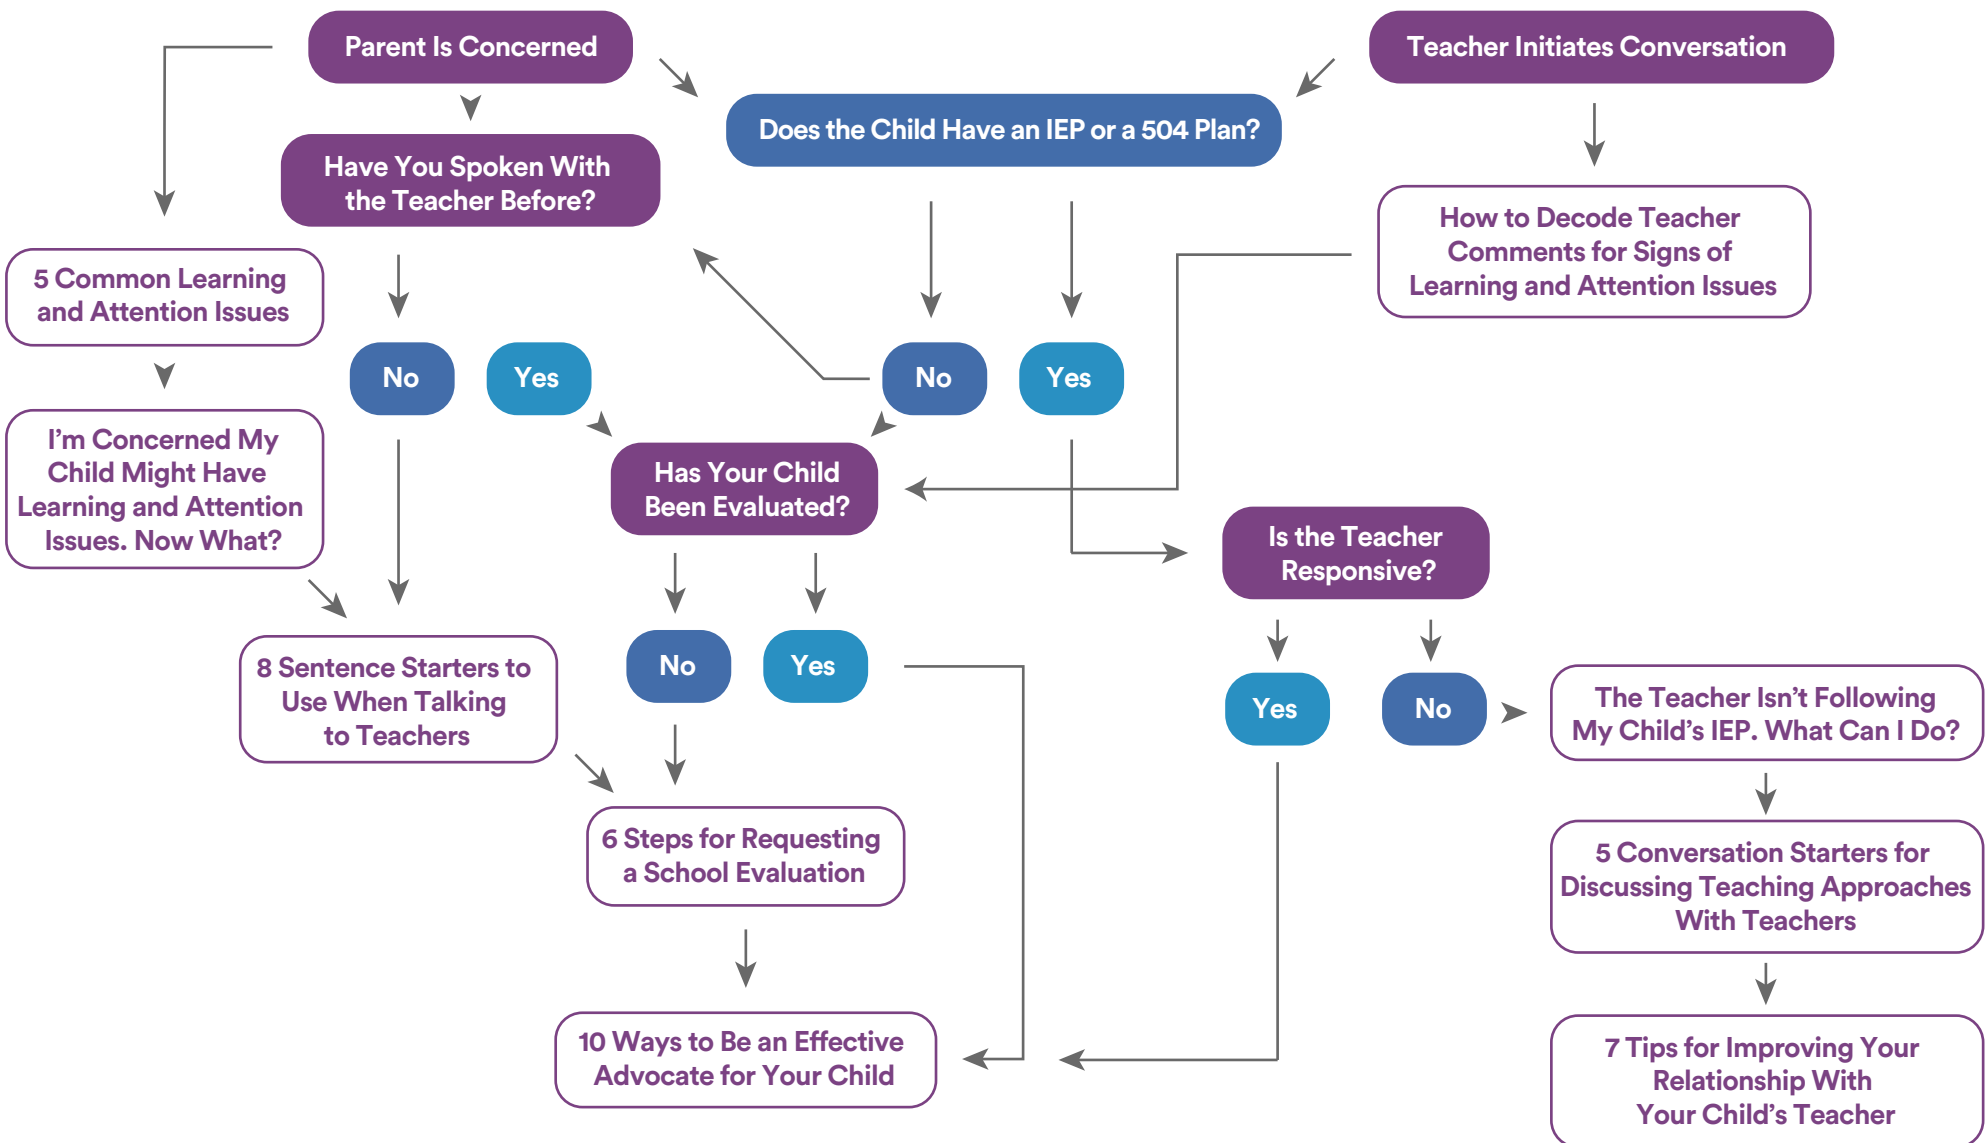 Parent Is Concerned
Teacher Initiates Conversation
Does the Child Have an IEP or a 504 Plan?
Have You Spoken With
the Teacher Before?
How to Decode Teacher
Comments for Signs of
Learning and Attention Issues
5 Common Learning
and Attention Issues
No
Yes
No
Yes
I'm Concerned My
Child Might Have
Learning and Attention
Issues. Now What?
Has Your Child
Been Evaluated?
Is the Teacher
Responsive?
8 Sentence Starters to
Use When Talking
to Teachers
No
Yes
Yes
No
The Teacher Isn't Following
My Child's IEP. What Can I Do?
6 Steps for Requesting
a School Evaluation
5 Conversation Starters for
Discussing Teaching Approaches
With Teachers
10 Ways to Be an Effective
Advocate for Your Child
7 Tips for Improving Your
Relationship With
Your Child's Teacher